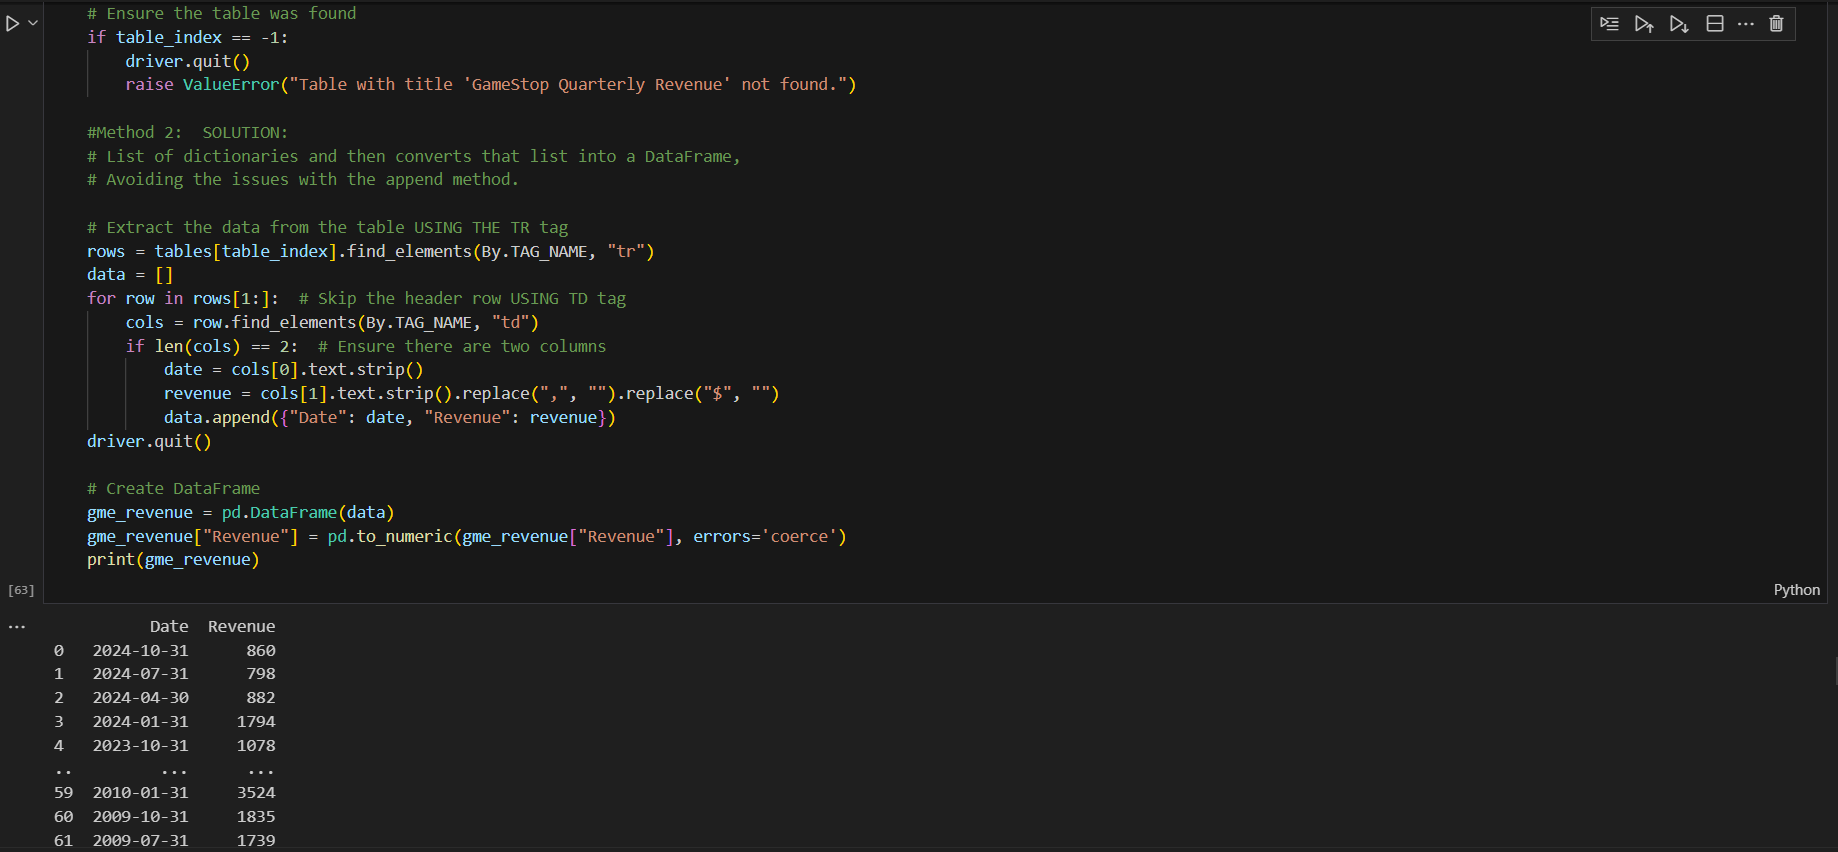 # Ensure the table was found
if table_index == -1:
    driver.quit()
    raise ValueError("Table with title 'GameStop Quarterly Revenue' not found.")
#Method 2:  SOLUTION:
# List of dictionaries and then converts that list into a DataFrame,
# Avoiding the issues with the append method.
# Extract the data from the table USING THE TR tag
rows = tables[table_index].find_elements(By.TAG_NAME, "tr")
data = []
for row in rows[1:]:  # Skip the header row USING TD tag
    cols = row.find_elements(By.TAG_NAME, "td")
    if len(cols) == 2:  # Ensure there are two columns
        date = cols[0].text.strip()
        revenue = cols[1].text.strip().replace(",", "").replace("$", "")
        data.append({"Date": date, "Revenue": revenue})
driver.quit()
# Create DataFrame
gme_revenue = pd.DataFrame(data)
gme_revenue["Revenue"] = pd.to_numeric(gme_revenue["Revenue"], errors='coerce')
print(gme_revenue)
[63]
Python
          Date  Revenue
0   2024-10-31      860
1   2024-07-31      798
2   2024-04-30      882
3   2024-01-31     1794
4   2023-10-31     1078
..         ...      ...
59  2010-01-31     3524
60  2009-10-31     1835
61  2009-07-31     1739